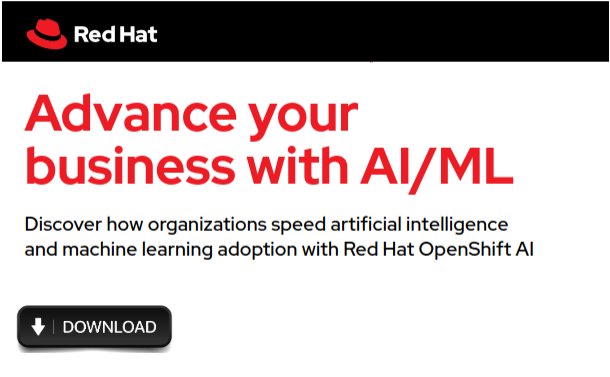 Red Hat
Advance your
business with AI/ML
Discover how organizations speed artificial intelligence
and machine learning adoption with Red Hat OpenShift AI
DOWNLOAD